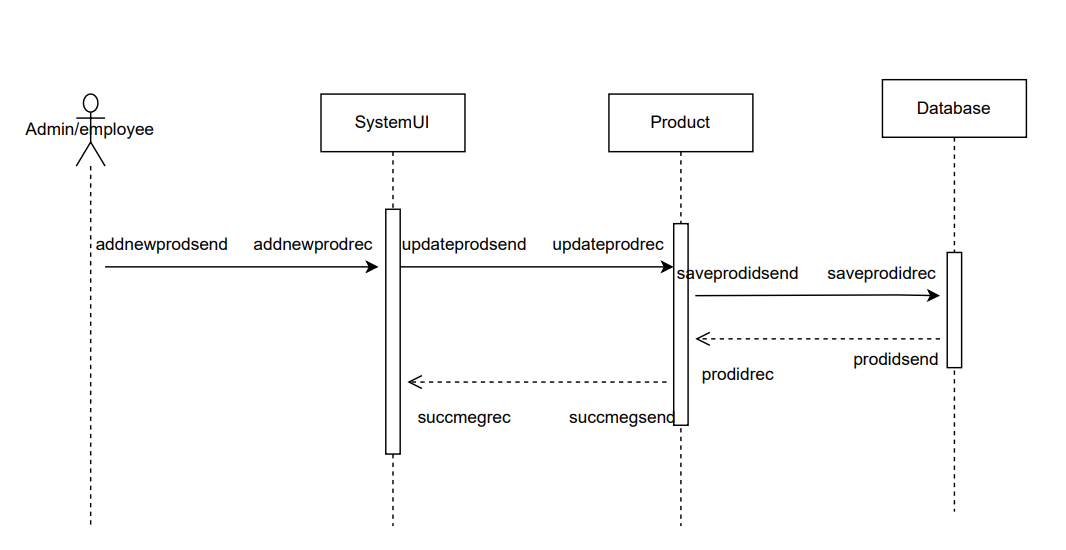 Admin/employee
SystemUI
Product
Database
addnewprodsend addnewprodrec updateprodsend updateprodrec
saveprodidsend saveprodidrec
prodidsend
prodidrec
succmegrec succmegsend